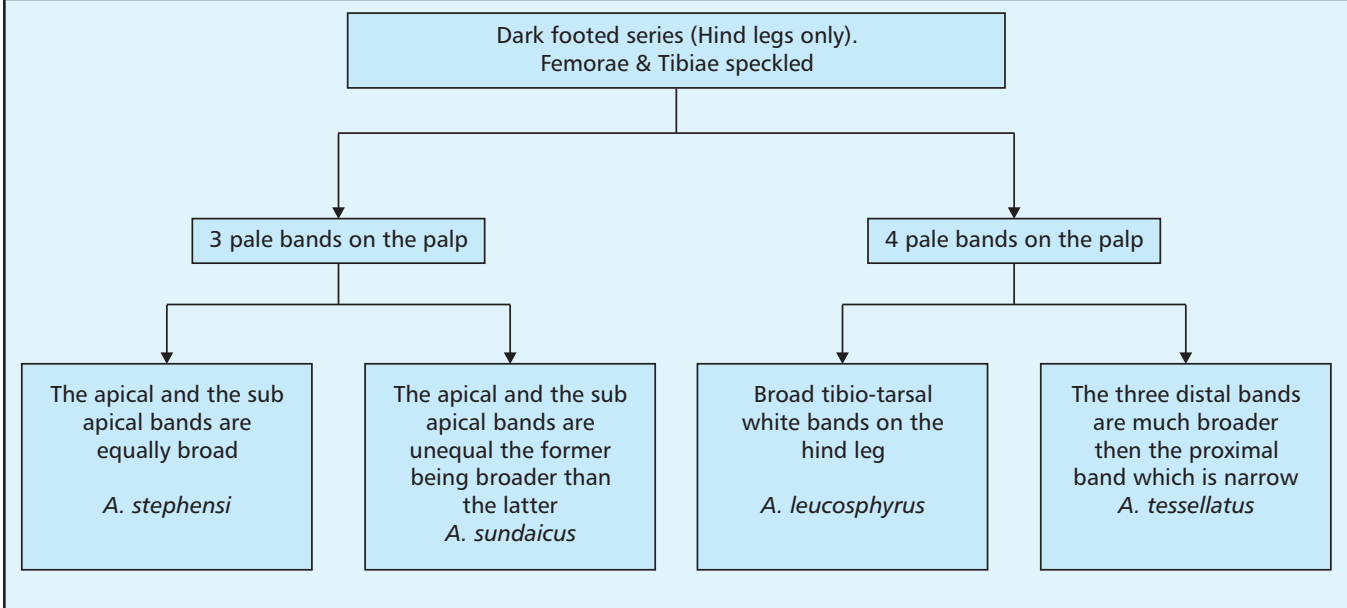 Dark footed series (Hind legs only).
Femorae & Tibiae speckled
3 pale bands on the palp
4 pale bands on the palp
The apical and the sub
apical bands are
equally broad
A. stephensi
The apical and the sub
apical bands are
unequal the former
being broader than
the latter
A. sundaicus
Broad tibio-tarsal
white bands on the
hind leg
A. leucosphyrus
The three distal bands
are much broader
then the proximal
band which is narrow
A. tessellatus